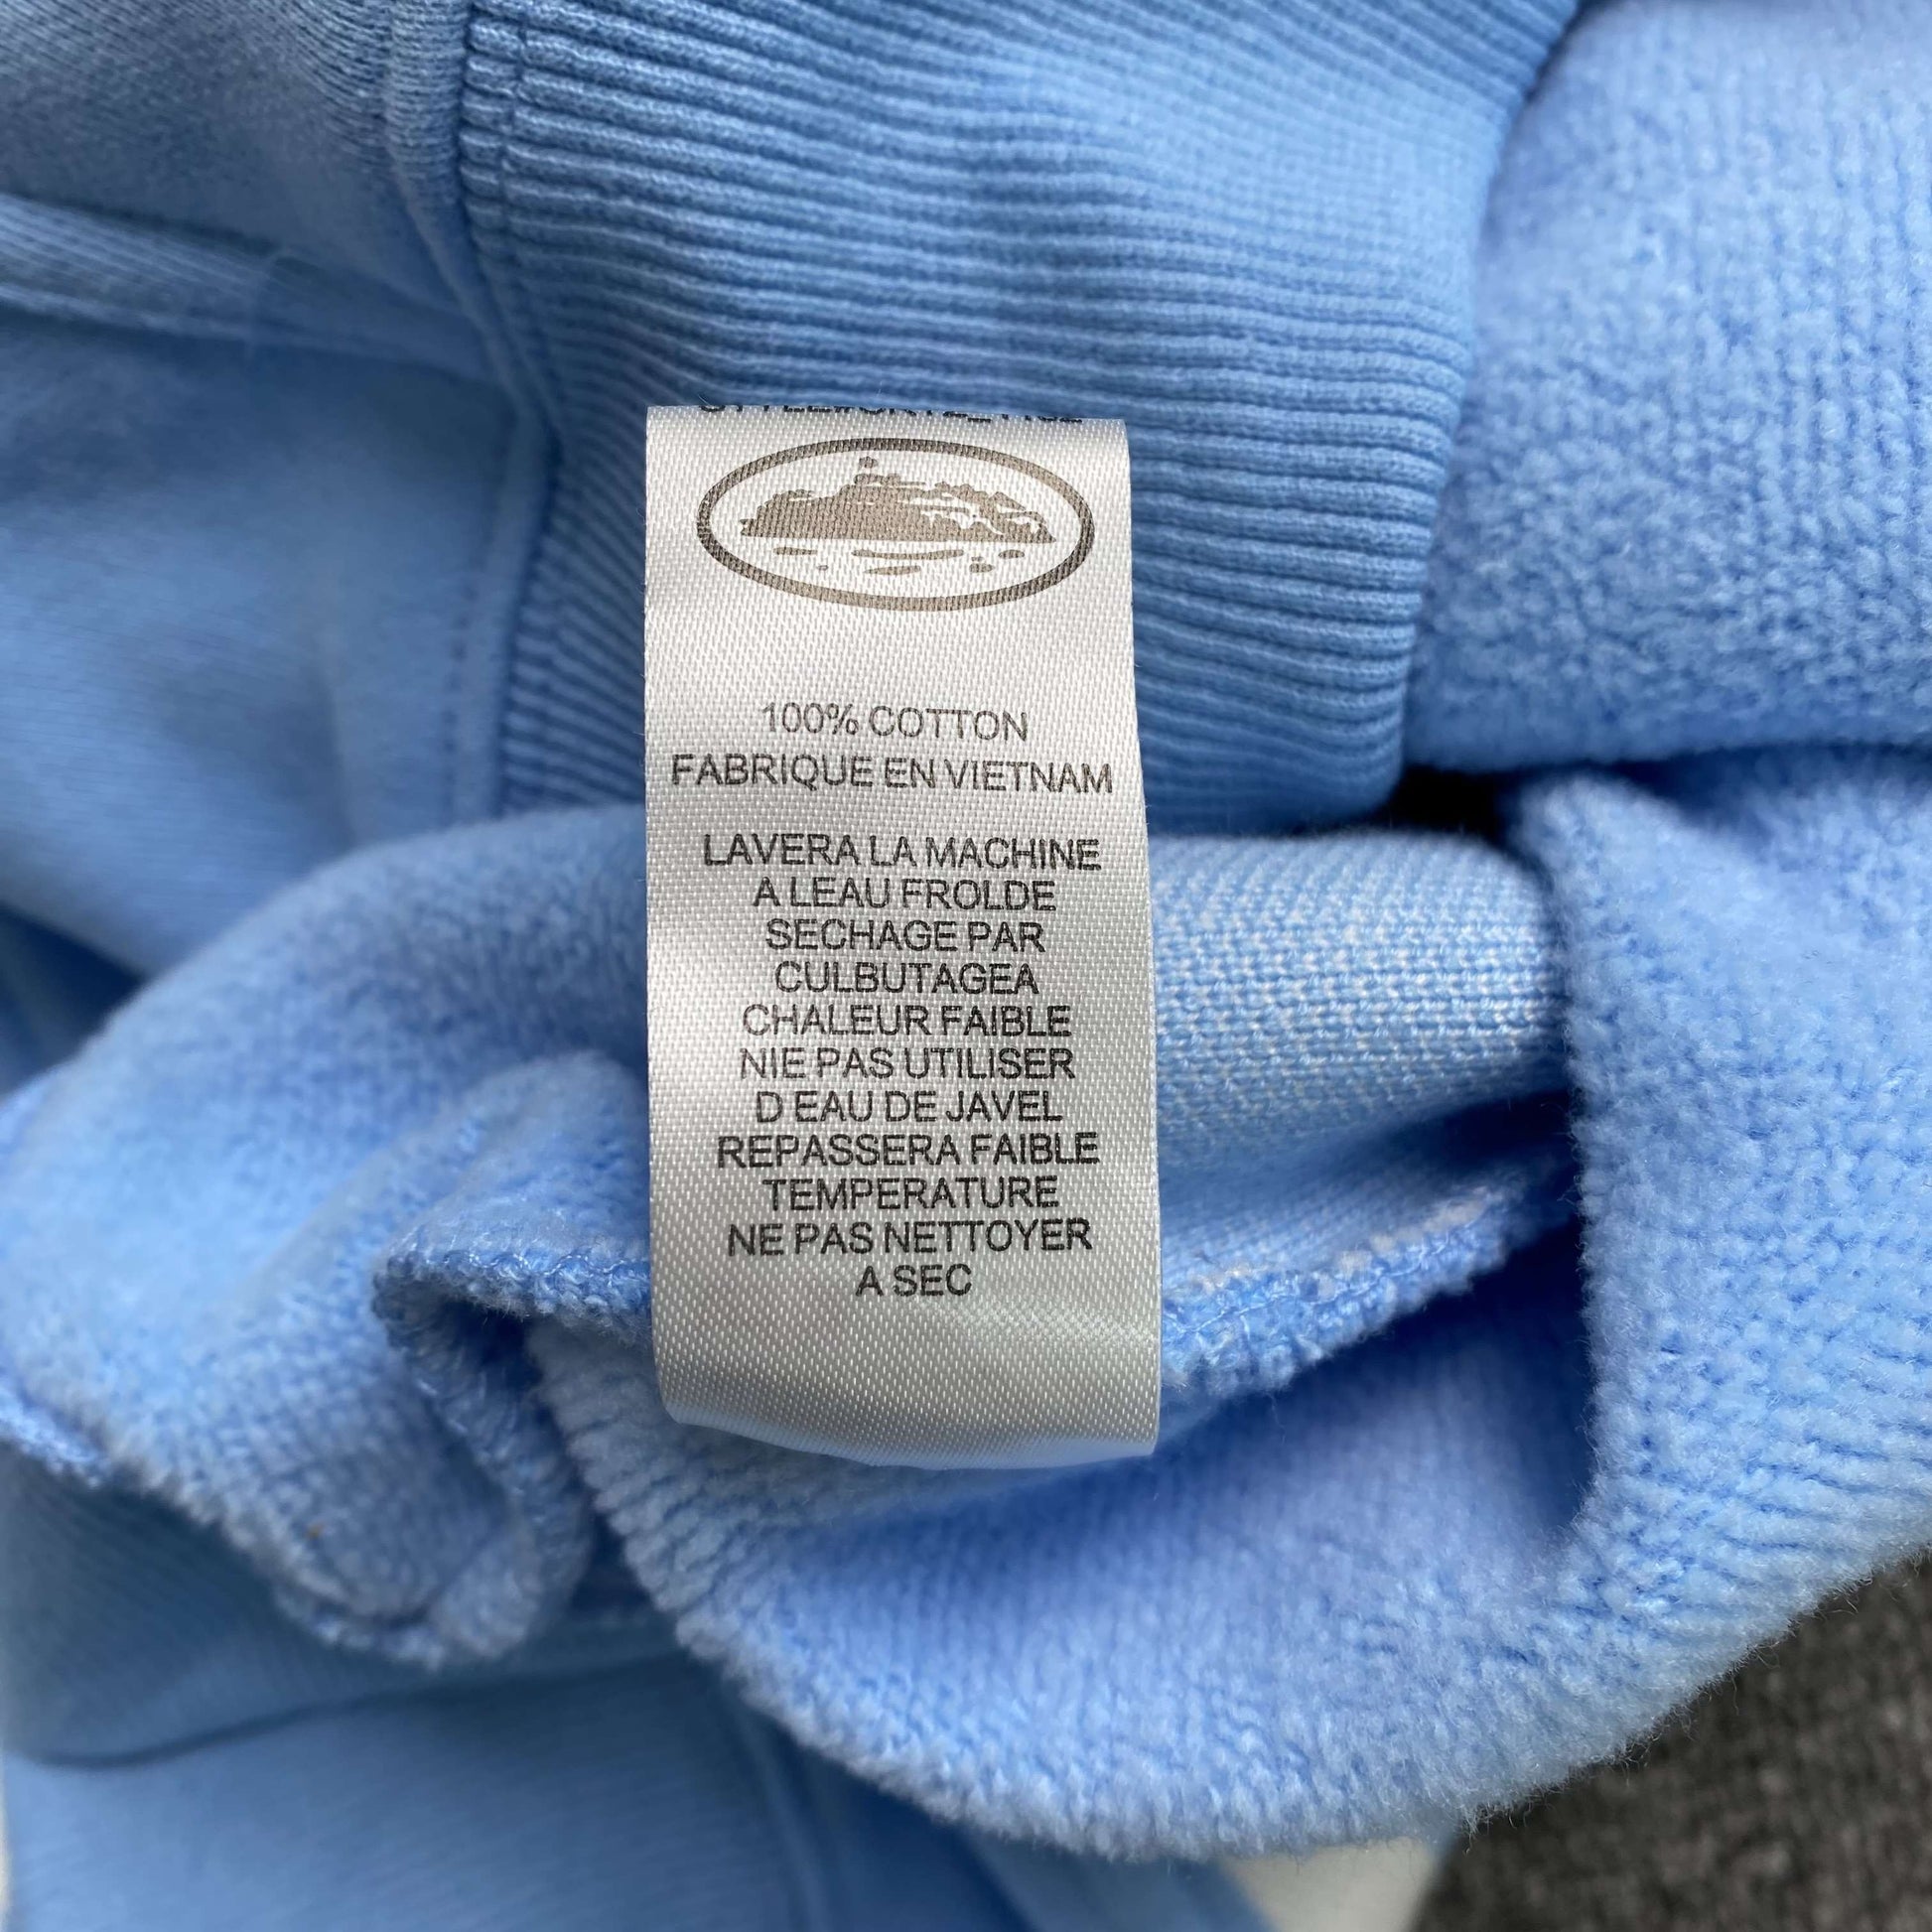 100% COTTON
FABRIQUE EN VIETNAM
LAVERA LA MACHINE
A LEAU FROLDE
SECHAGE PAR
CULBUTAGEA
CHALEUR FAIBLE
NIE PAS UTILISER
D EAU DE JAVEL
REPASSERA FAIBLE
TEMPERATURE
NE PAS NETTOYER
A SEC